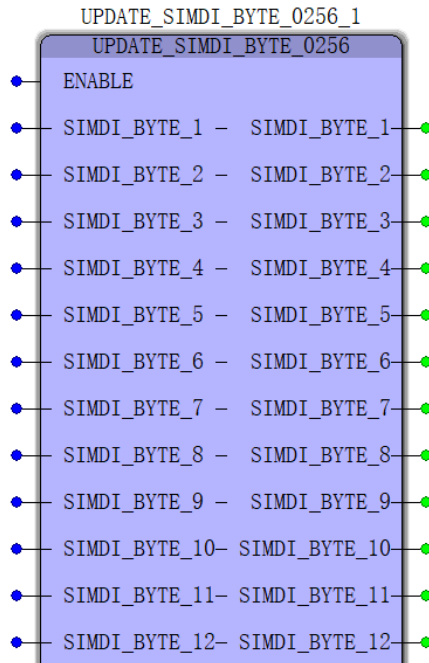 UPDATE_SIMDI_BYTE_0256_1
UPDATE_SIMDI_BYTE_0256
ENABLE
SIMDI_BYTE_1 – SIMDI_BYTE_1
SIMDI_BYTE_2 – SIMDI_BYTE_2
SIMDI_BYTE_3 – SIMDI_BYTE_3
SIMDI_BYTE_4 – SIMDI_BYTE_4
SIMDI_BYTE_5 – SIMDI_BYTE_5
SIMDI_BYTE_6 – SIMDI_BYTE_6
SIMDI_BYTE_7 – SIMDI_BYTE_7
SIMDI_BYTE_8 – SIMDI_BYTE_8
SIMDI_BYTE_9 – SIMDI_BYTE_9
SIMDI_BYTE_10– SIMDI_BYTE_10
SIMDI_BYTE_11– SIMDI_BYTE_11
SIMDI_BYTE_12– SIMDI_BYTE_12